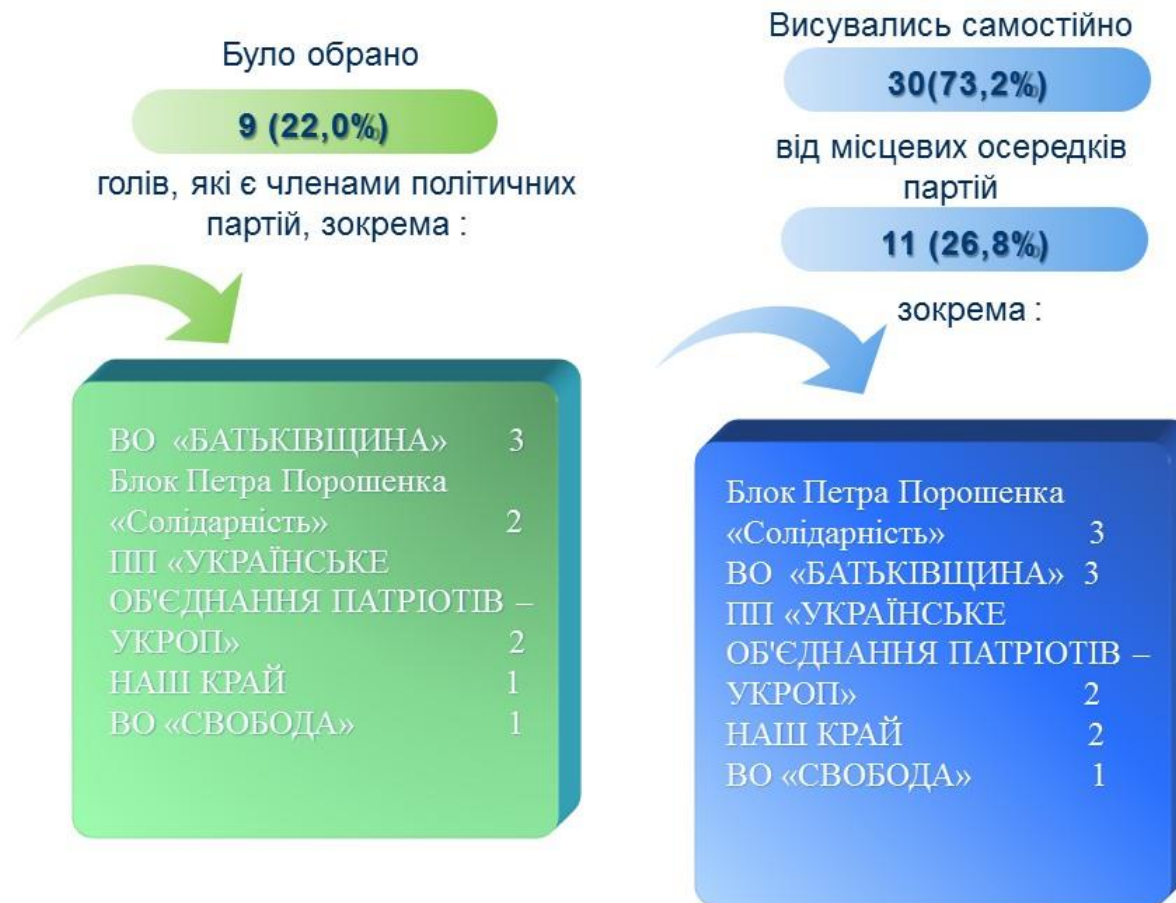 Було обрано
9 (22,0%)
голів, які є членами політичних
партій, зокрема :
ВО «БАТЬКІВЩИНА» 3
Блок Петра Порошенка
«Солідарність» 2
ПП «УКРАЇНСЬКЕ
ОБ'ЄДНАННЯ ПАТРІОТІВ –
УКРОП» 2
НАШ КРАЙ 1
ВО «СВОБОДА» 1
Висувались самостійно
30(73,2%)
від місцевих осередків
партій
11 (26,8%)
зокрема :
Блок Петра Порошенка
«Солідарність» 3
ВО «БАТЬКІВЩИНА» 3
ПП «УКРАЇНСЬКЕ
ОБ'ЄДНАННЯ ПАТРІОТІВ –
УКРОП» 2
НАШ КРАЙ 2
ВО «СВОБОДА» 1